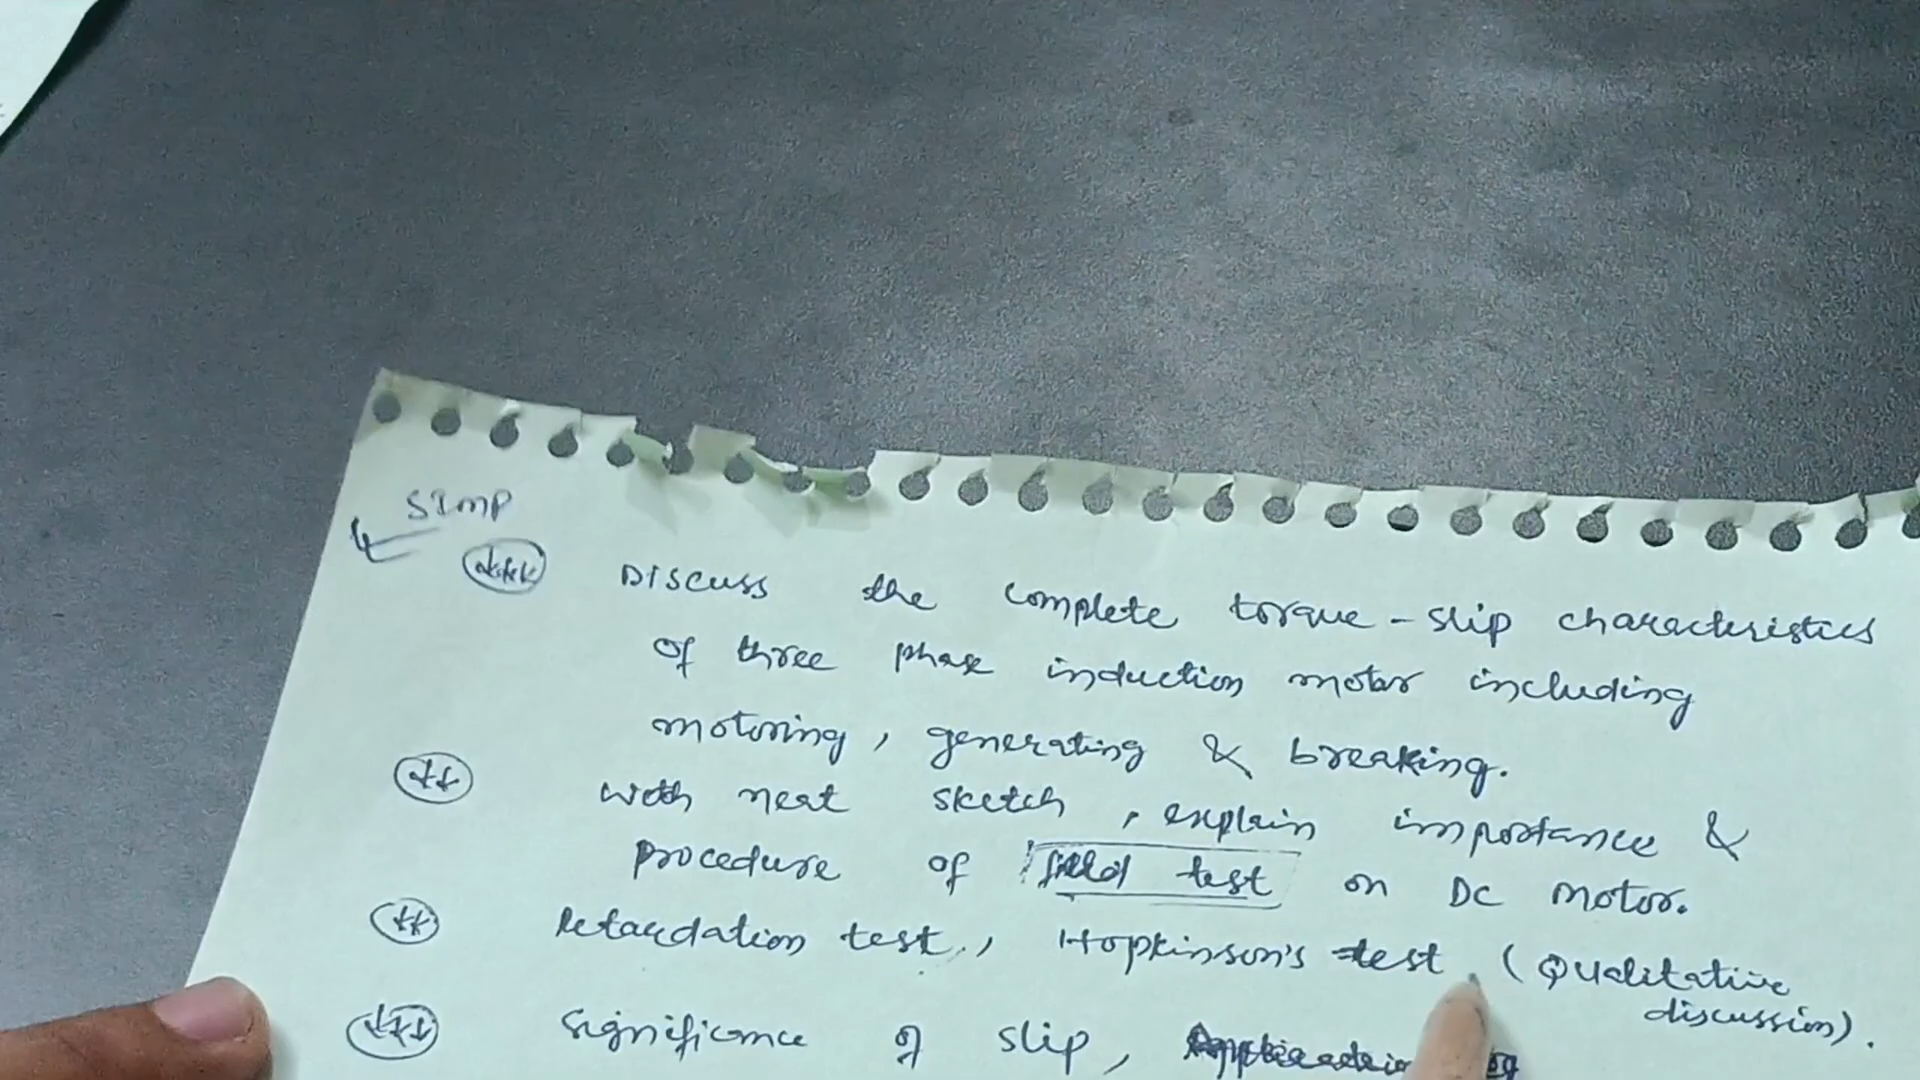 SImp
*** Discuss the complete torque - slip characteristics
of three phase induction motor including
motoring, generating & breaking.
** with neat sketch, explain importance &
procedure of field test on DC motor.
** Retardation test, Hopkinson's test (Qualitative
discussion).
*** Significance of slip,